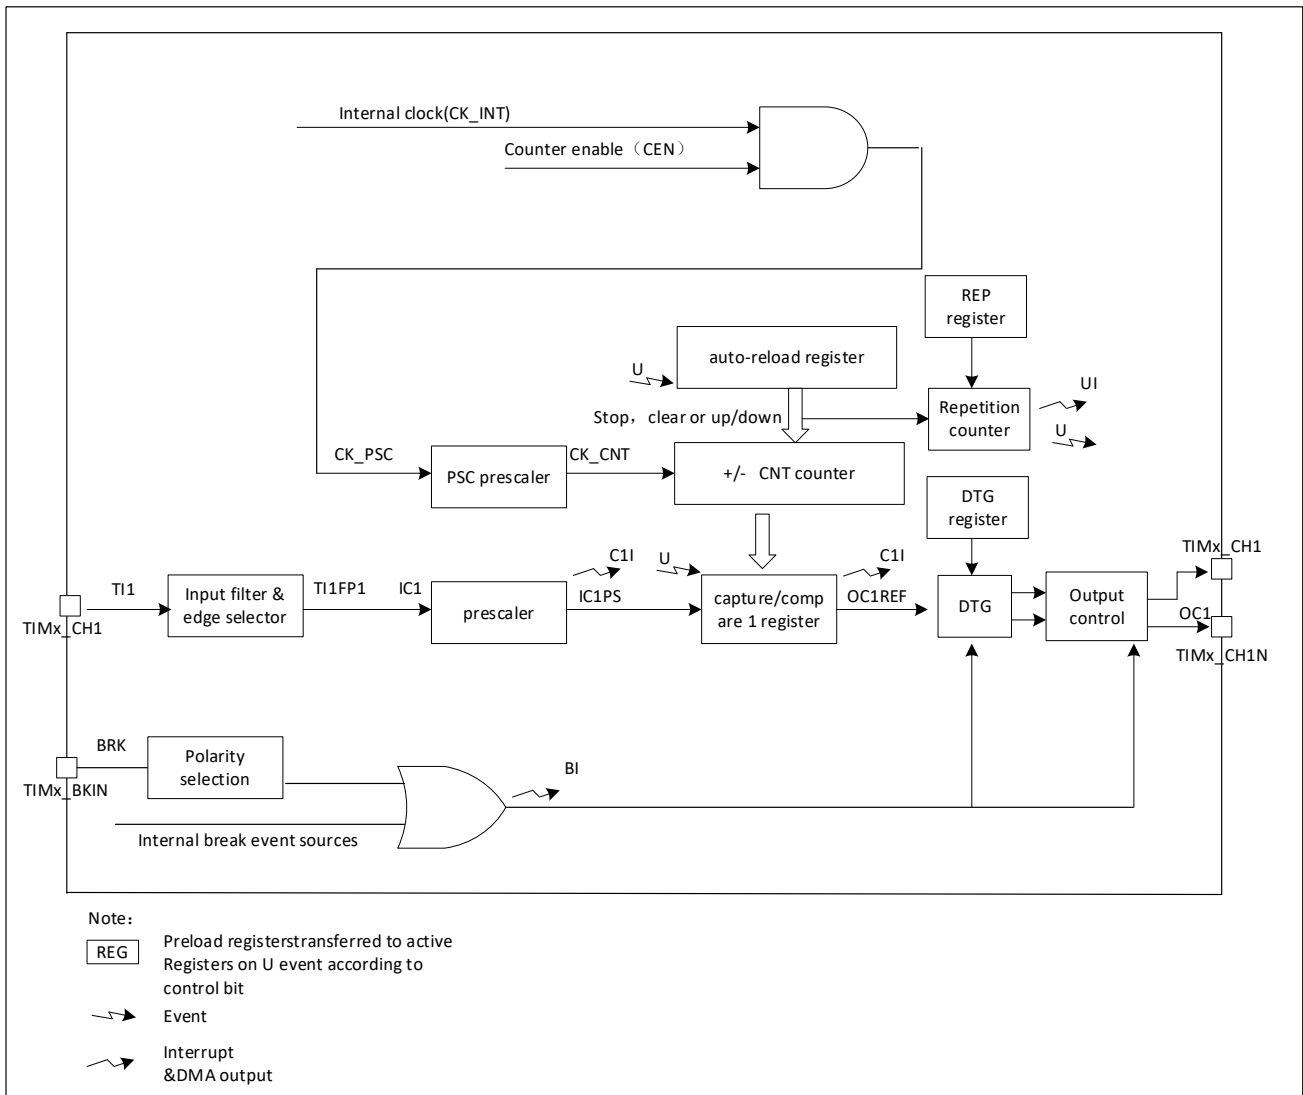 Internal clock(CK_INT)
Counter enable（CEN）
REP
register
auto-reload register
U
UI
Stop，clear or up/down
Repetition
counter
U
CK_PSC
PSC prescaler
CK_CNT
+/- CNT counter
DTG
register
TI1
Input filter &
edge selector
TI1FP1
IC1
prescaler
C1I
IC1PS
U
capture/comp
are 1 register
C1I
OC1REF
DTG
Output
control
TIMx_CH1
OC1
TIMx_CH1N
TIMx_CH1
BRK
Polarity
selection
TIMx_BKIN
BI
Internal break event sources
Note：
REG
Preload registerstransferred to active
Registers on U event according to
control bit
Event
Interrupt
&DMA output